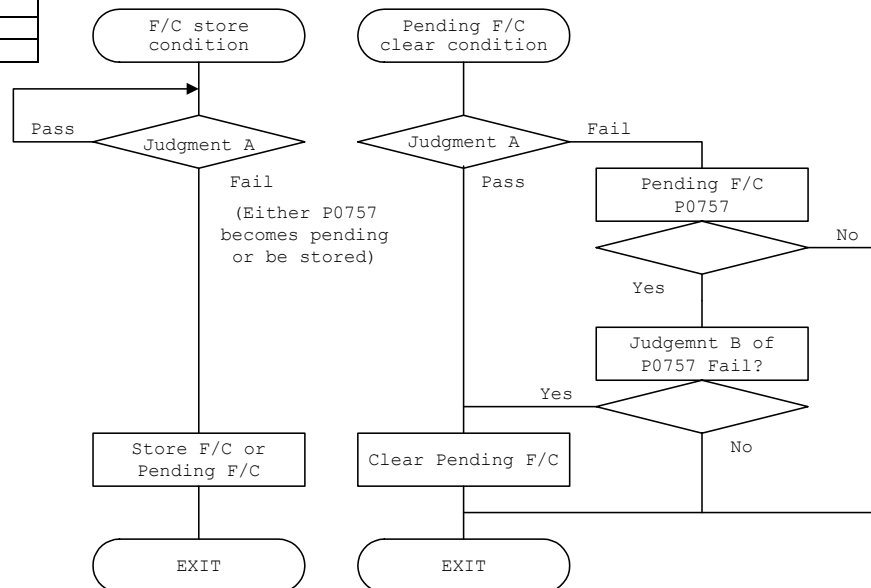 F/C store
condition
Pass
Judgment A
Fail
(Either P0757
becomes pending
or be stored)
Store F/C or
Pending F/C
EXIT
Pending F/C
clear condition
Judgment A
Fail
Pass
Pending F/C
P0757
No
Yes
Judgemnt B of
P0757 Fail?
Yes
No
Clear Pending F/C
EXIT